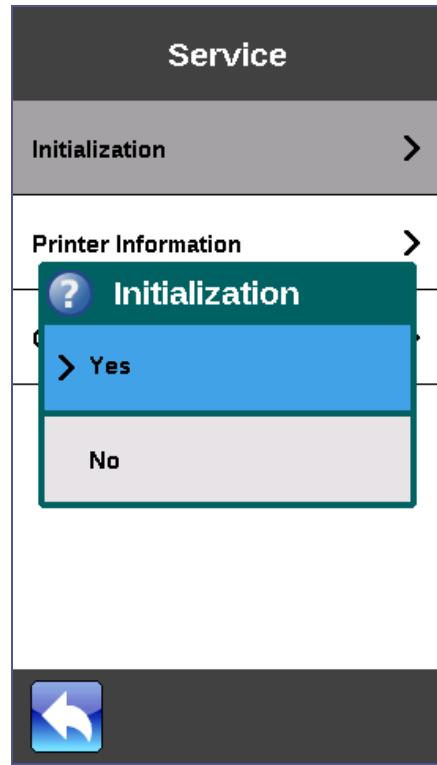 Service
Initialization
Printer Information
? Initialization
Yes
No